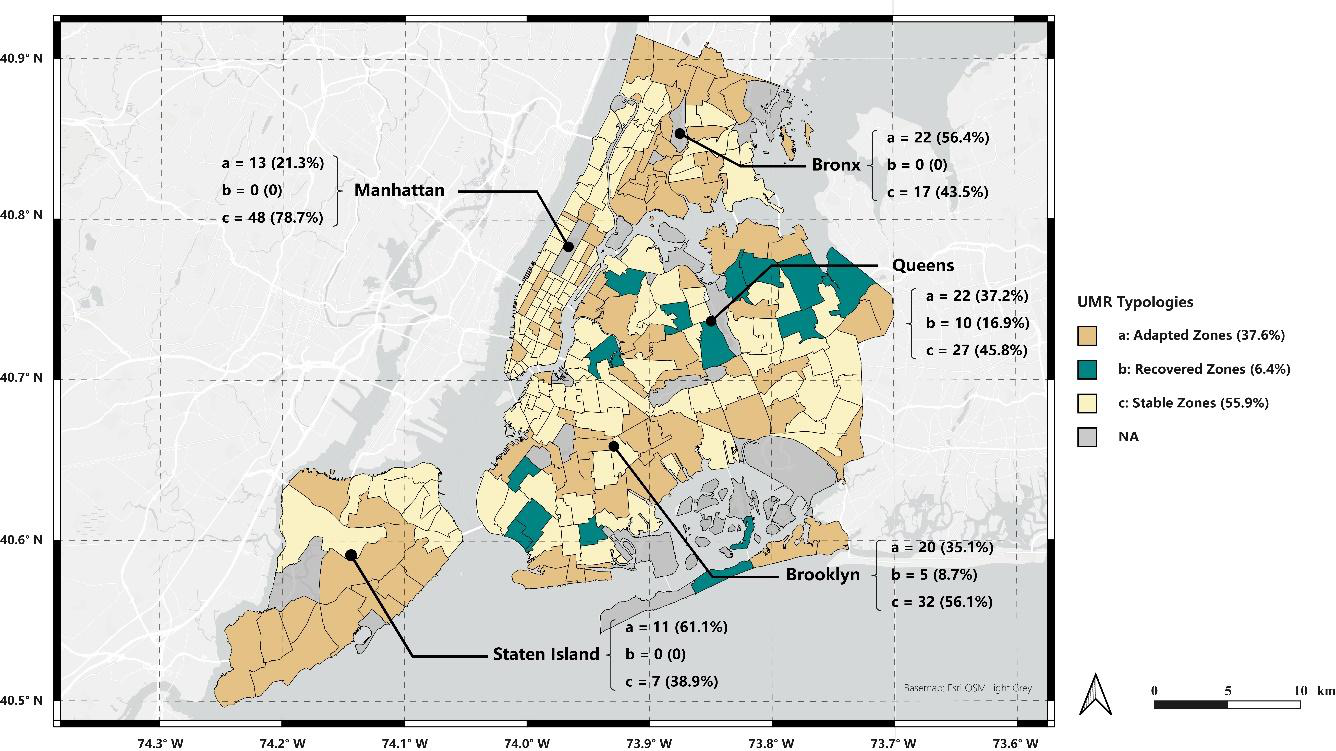 40.9° N
40.8° N
40.7° N
40.6° N
40.5° N
a = 13 (21.3%)
b = 0 (0)
c = 48 (78.7%)
Manhattan
Bronx
a = 22 (56.4%)
b = 0 (0)
c = 17 (43.5%)
Queens
a = 22 (37.2%)
b = 10 (16.9%)
c = 27 (45.8%)
Brooklyn
a = 20 (35.1%)
b = 5 (8.7%)
c = 32 (56.1%)
Staten Island
a = 11 (61.1%)
b = 0 (0)
c = 7 (38.9%)
Basemap: Esri OSM Light Grey
74.3° W
74.2° W
74.1° W
74.0° W
73.9° W
73.8° W
73.7° W
73.6° W
UMR Typologies
a: Adapted Zones (37.6%)
b: Recovered Zones (6.4%)
c: Stable Zones (55.9%)
NA
0
5
10 km